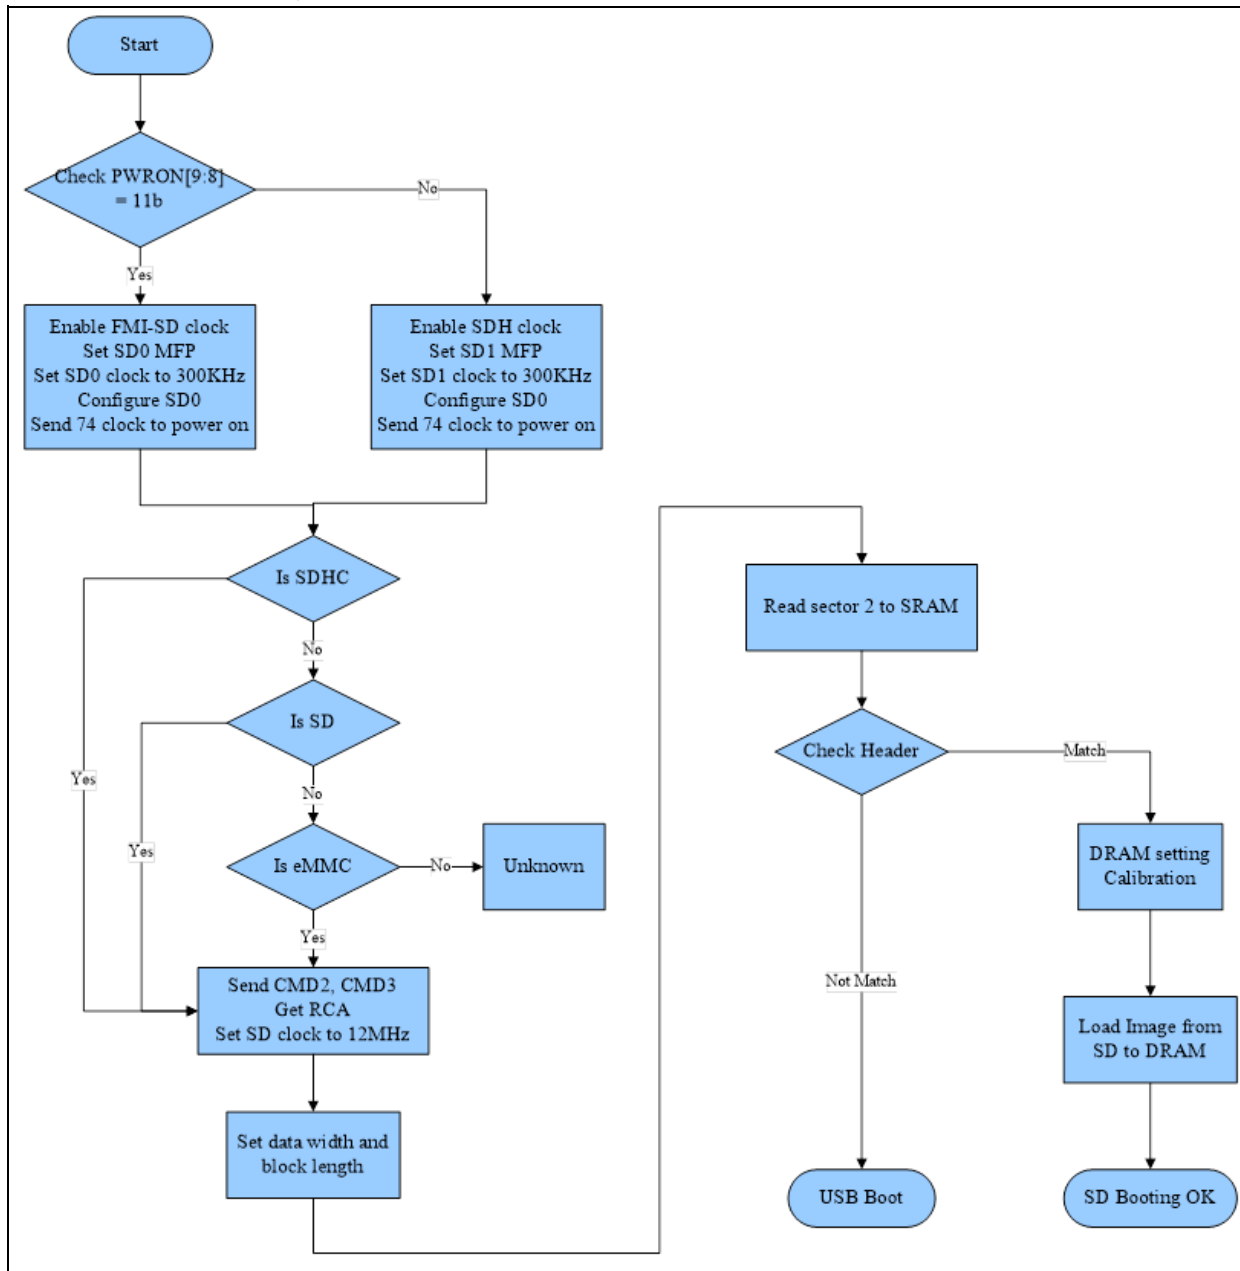 Start
Check PWRON[9:8]
= 11b
No
Yes
Enable FMI-SD clock
Set SD0 MFP
Set SD0 clock to 300KHz
Configure SD0
Send 74 clock to power on
Enable SDH clock
Set SD1 MFP
Set SD1 clock to 300KHz
Configure SD0
Send 74 clock to power on
Is SDHC
No
Is SD
Yes
No
Yes
Is eMMC
No
Unknown
Yes
Send CMD2, CMD3
Get RCA
Set SD clock to 12MHz
Set data width and
block length
Read sector 2 to SRAM
Check Header
Match
DRAM setting
Calibration
Not Match
Load Image from
SD to DRAM
USB Boot
SD Booting OK